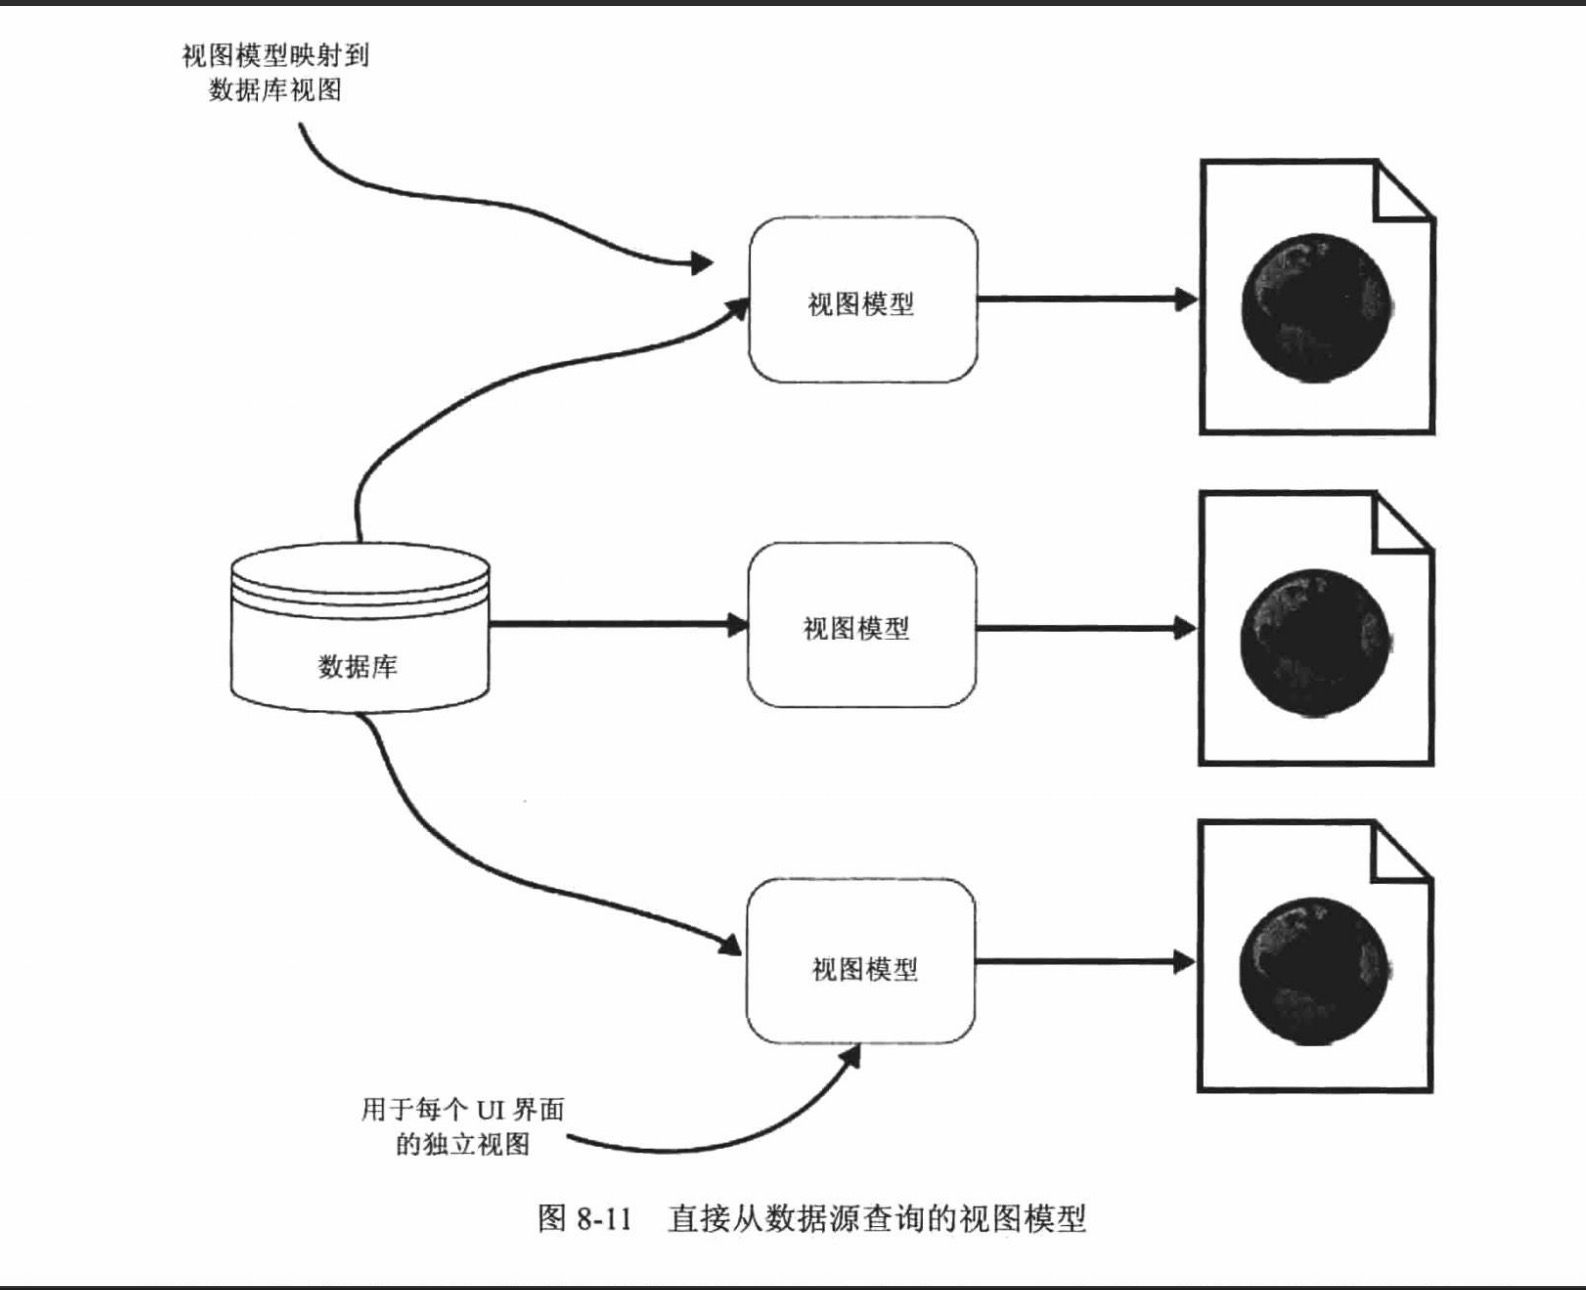 视图模型映射到
数据库视图
视图模型
视图模型
数据库
视图模型
用于每个 UI 界面
的独立视图
图 8-11 直接从数据源查询的视图模型